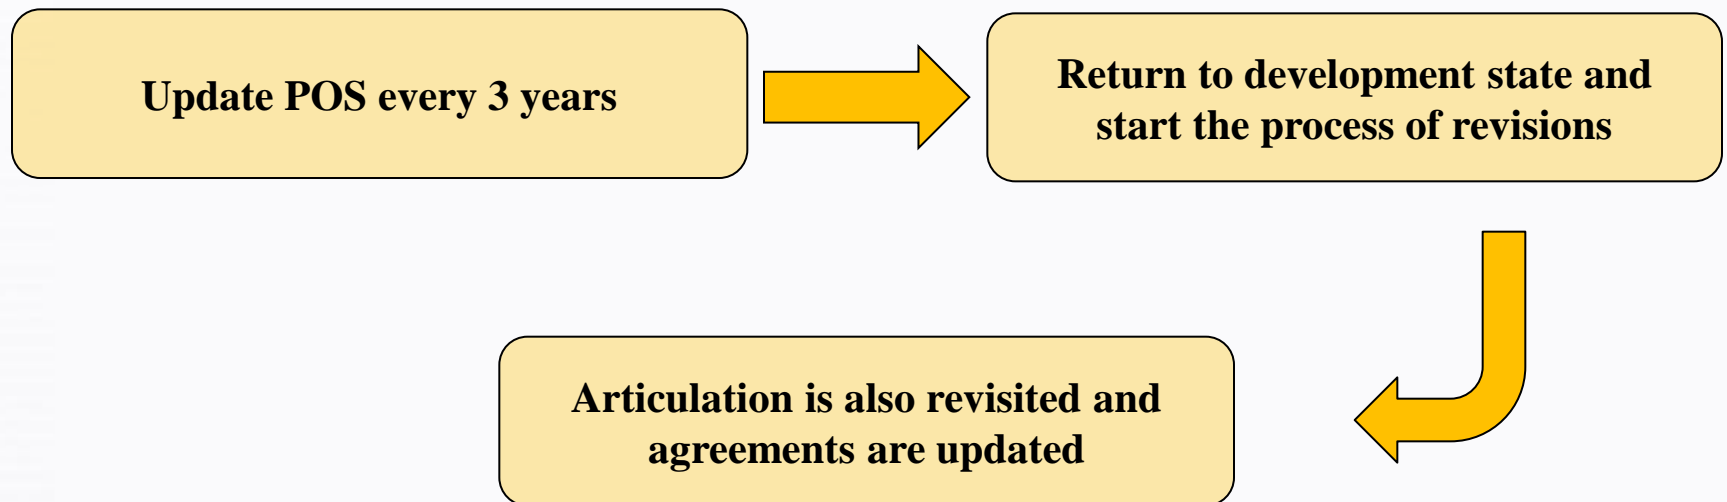 Update POS every 3 years
Return to development state and
start the process of revisions
Articulation is also revisited and
agreements are updated